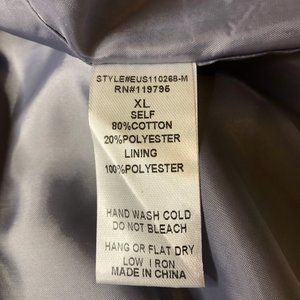 STYLE#EUS110268-M
RN#119795
XL
SELF
80%COTTON
20%POLYESTER
LINING
100%POLYESTER
HAND WASH COLD
DO NOT BLEACH
HANG OR FLAT DRY
LOW IRON
MADE IN CHINA